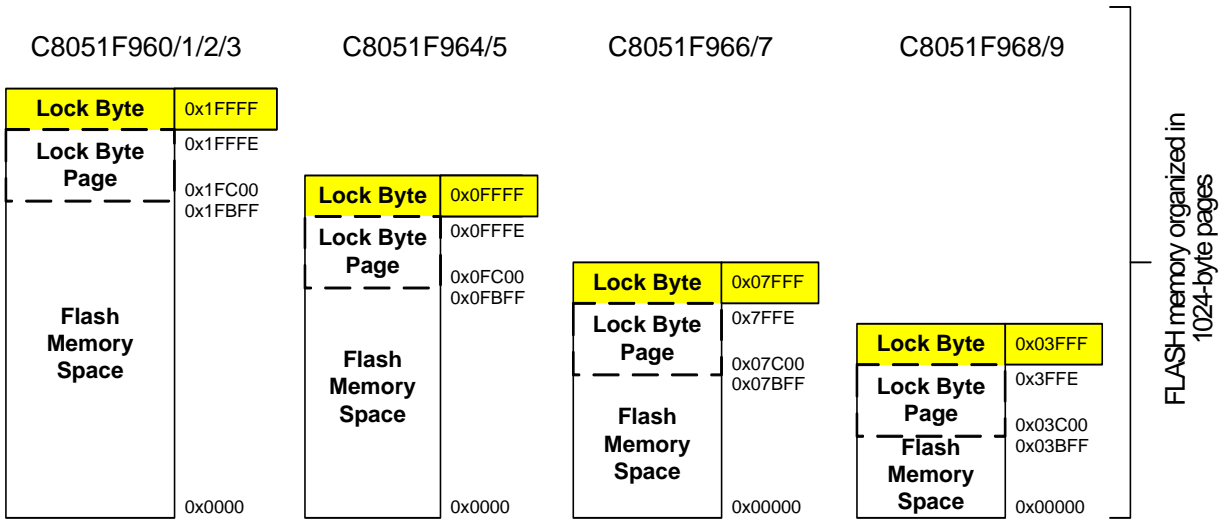 C8051F960/1/2/3
Lock Byte 0x1FFFF
Lock Byte
Page
0x1FFFE
0x1FC00
0x1FBFF
Flash
Memory
Space
0x0000
C8051F964/5
Lock Byte 0x0FFFF
Lock Byte
Page
0x0FFFE
0x0FC00
0x0FBFF
Flash
Memory
Space
0x0000
C8051F966/7
Lock Byte 0x07FFF
Lock Byte
Page
0x7FFE
0x07C00
0x07BFF
Flash
Memory
Space
0x00000
C8051F968/9
Lock Byte 0x03FFF
Lock Byte
Page
0x3FFE
0x03C00
0x03BFF
Flash
Memory
Space
0x00000
FLASH memory organized in
1024-byte pages